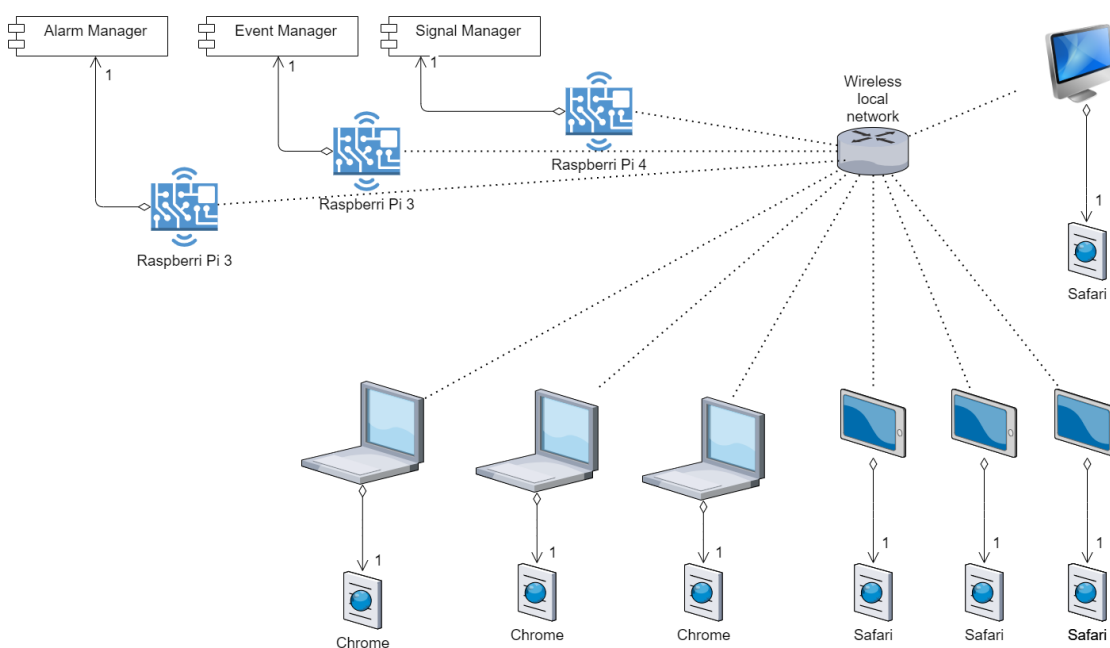 Alarm Manager
Event Manager
Signal Manager
1
1
1
Wireless
local
network
Raspberri Pi 4
Raspberri Pi 3
Raspberri Pi 3
1
Safari
1
1
1
1
1
1
Chrome
Chrome
Chrome
Safari
Safari
Safari